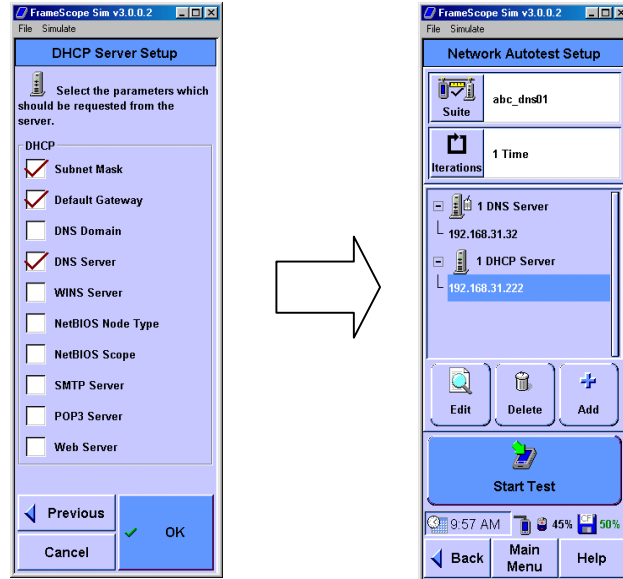 FrameScope Sim v3.0.0.2
File Simulate
DHCP Server Setup
Select the parameters which
should be requested from the
server.
DHCP
Subnet Mask
Default Gateway
DNS Domain
DNS Server
WINS Server
NetBIOS Node Type
NetBIOS Scope
SMTP Server
POP3 Server
Web Server
Previous
OK
Cancel
FrameScope Sim v3.0.0.2
File Simulate
Network Autotest Setup
Suite
abc_dns01
Iterations
1 Time
1 DNS Server
192.168.31.32
1 DHCP Server
192.168.31.222
Edit
Delete
Add
Start Test
9:57 AM
45%
CF
50%
Back
Main
Menu
Help